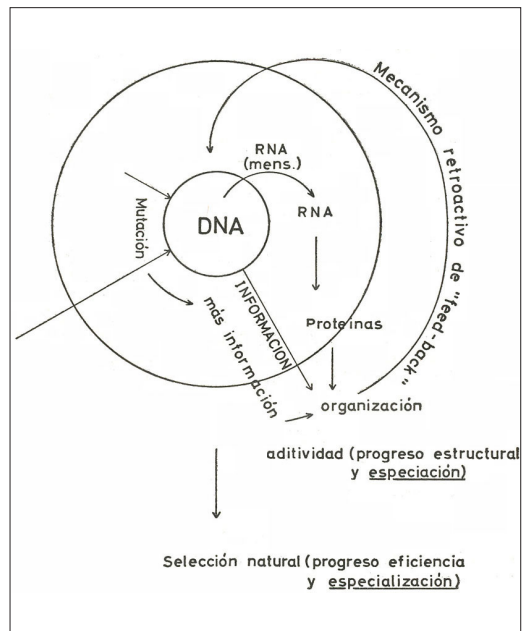 Mecanismo retroactivo de "feed-back"
RNA
(mens.)
RNA
DNA
Mutación
INFORMACION
más información
Proteínas
organización
aditividad (progreso estructural
y especiación)
Selección natural (progreso eficiencia
y especialización)